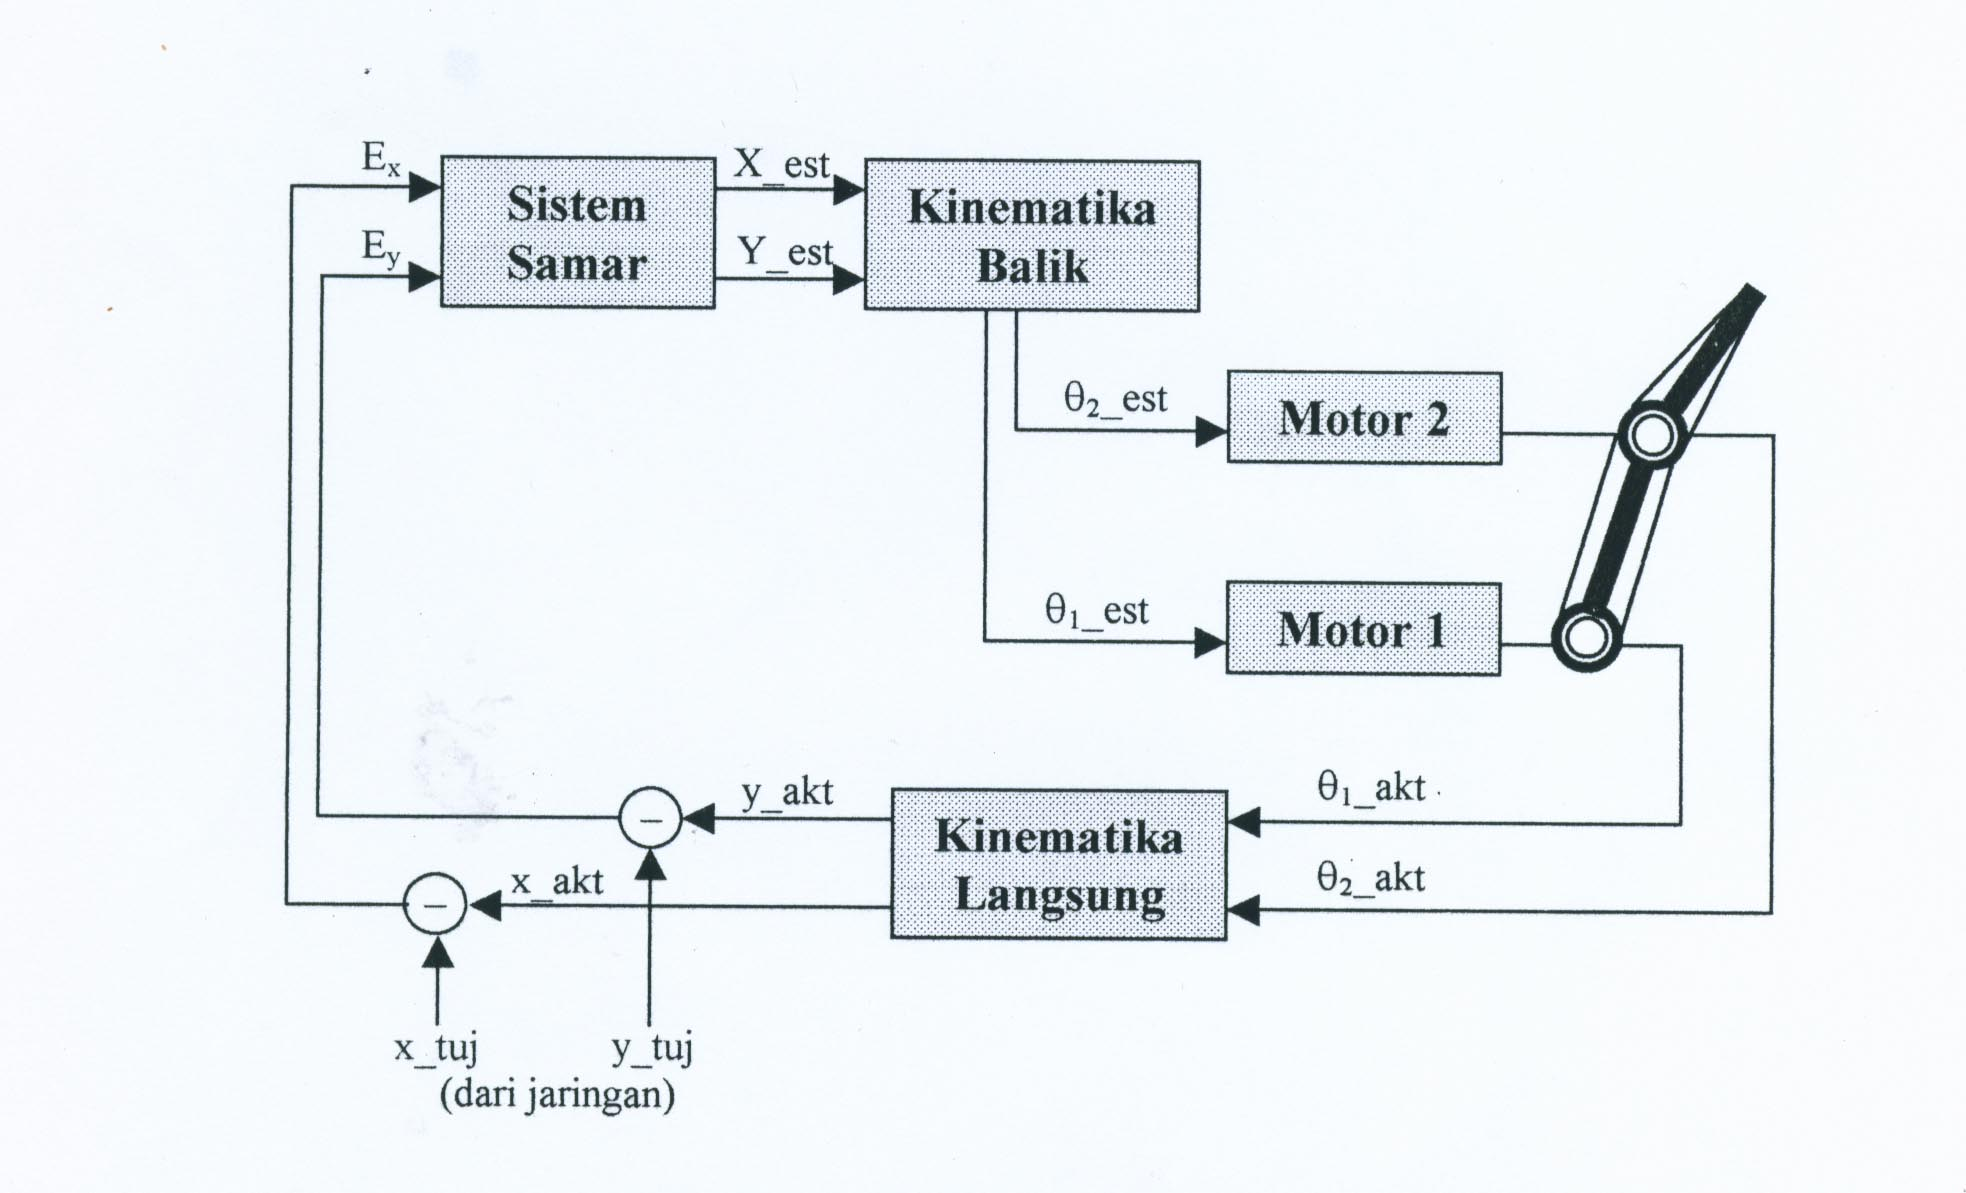 Eₓ
X_est
Sistem
Samar
Kinematika
Balik
E_y
Y_est
θ₂_est
Motor 2
θ₁_est
Motor 1
y_akt
θ₁_akt
–
Kinematika
Langsung
x_akt
θ₂_akt
–
x_tuj
y_tuj
(dari jaringan)